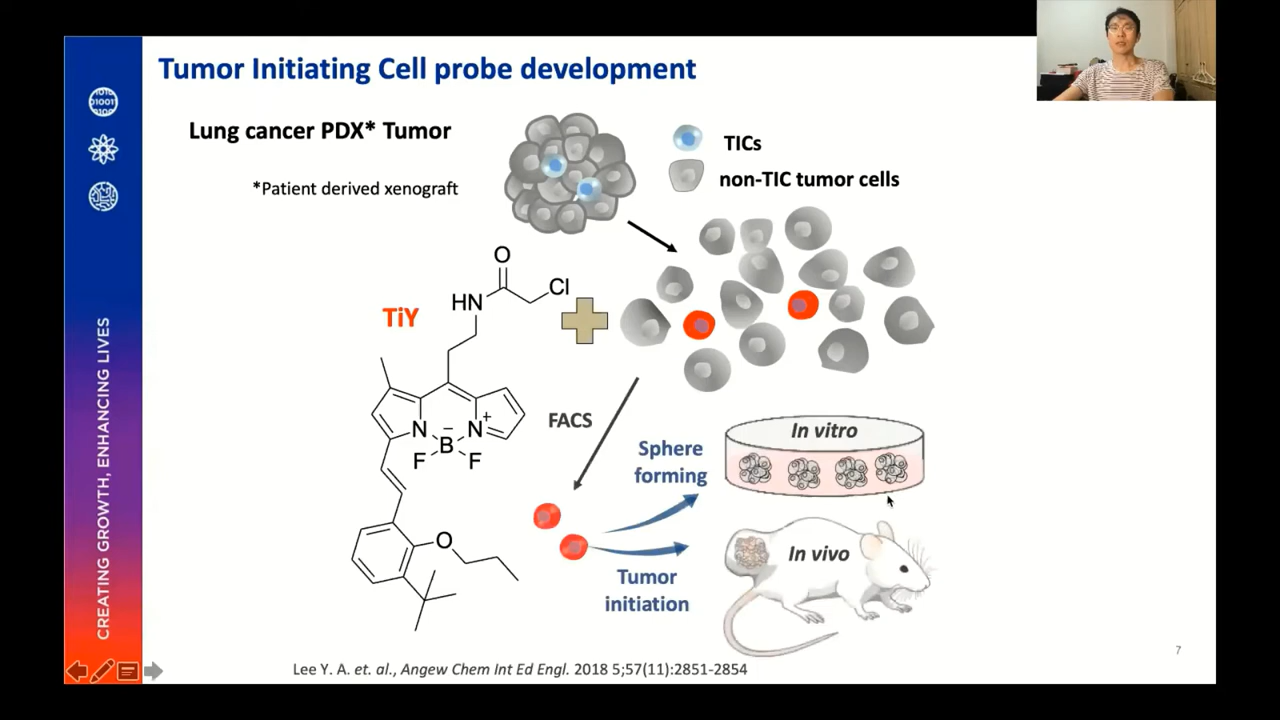 Tumor Initiating Cell probe development
Lung cancer PDX* Tumor
*Patient derived xenograft
TICs
non-TIC tumor cells
TiY
O
Cl
HN
N
N
+
−
B
F
F
O
FACS
Sphere
forming
In vitro
Tumor
initiation
In vivo
CREATING GROWTH, ENHANCING LIVES
Lee Y. A. et. al., Angew Chem Int Ed Engl. 2018 5;57(11):2851-2854
7